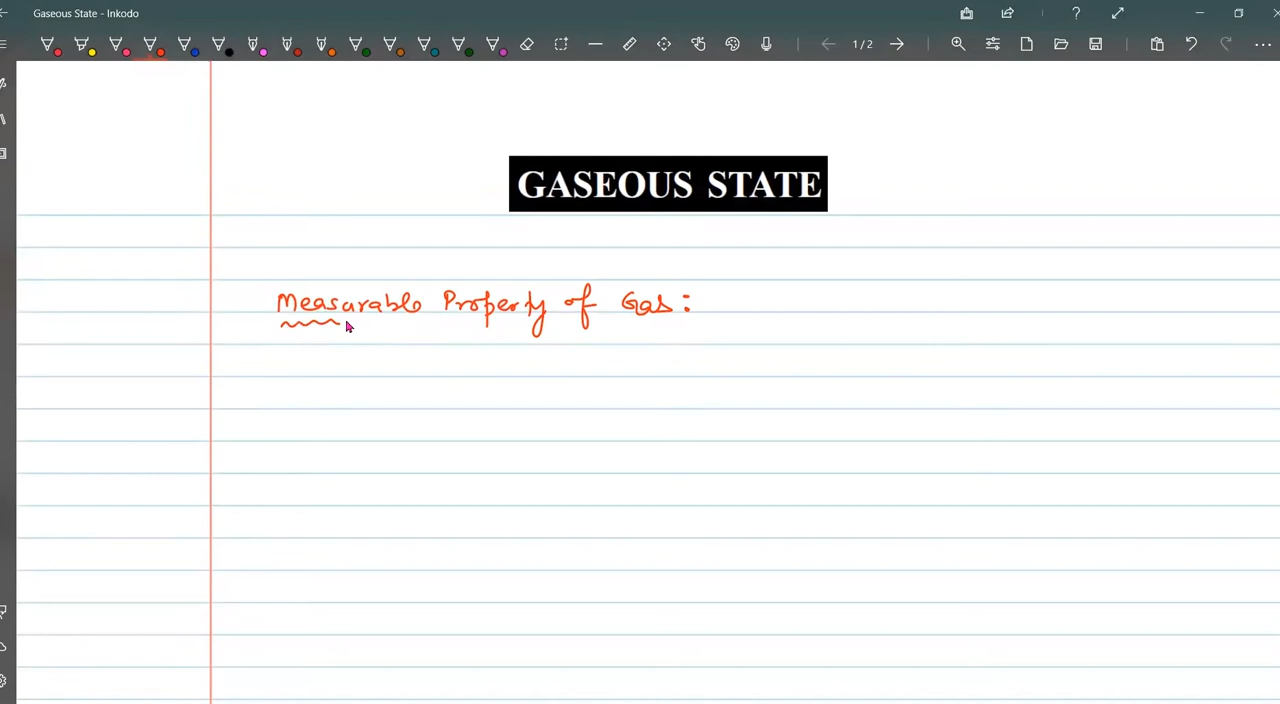 Gaseous State - Inkodo
1/2
GASEOUS STATE
Measurable Property of Gas: